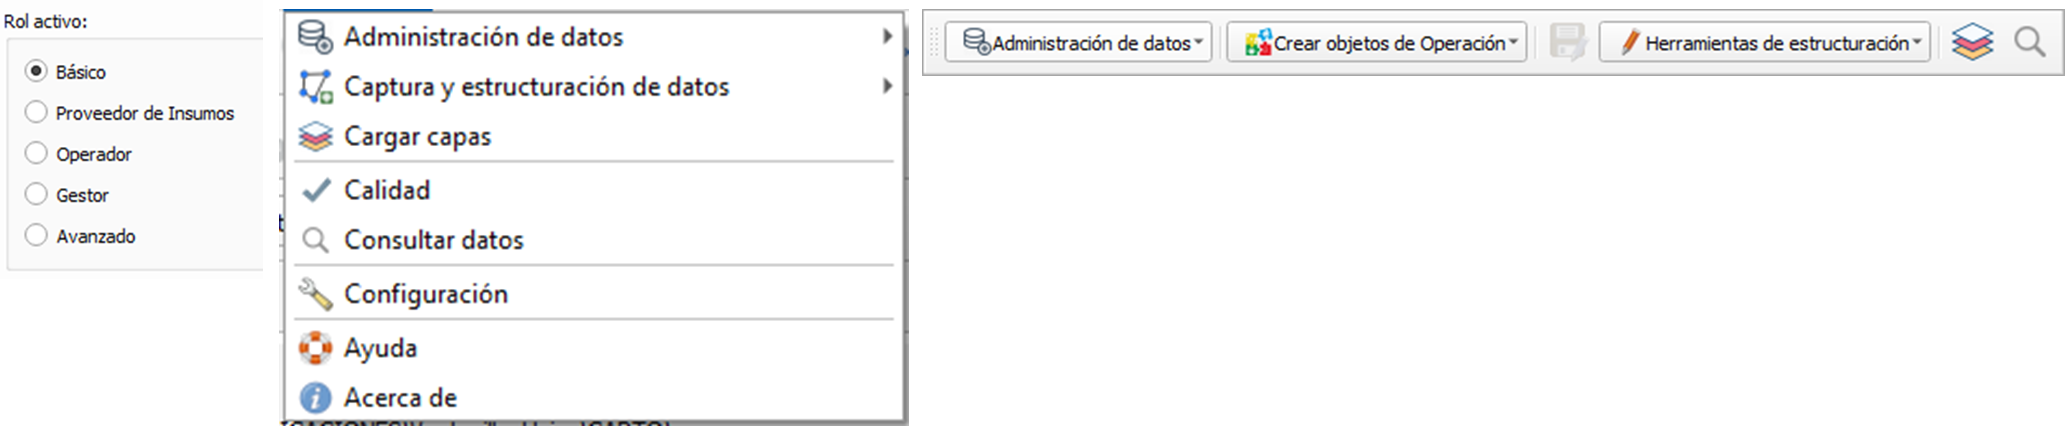 Rol activo:
Básico
Proveedor de Insumos
Operador
Gestor
Avanzado
Administración de datos
Captura y estructuración de datos
Cargar capas
Calidad
Consultar datos
Configuración
Ayuda
Acerca de
Administración de datos Crear objetos de Operación Herramientas de estructuración